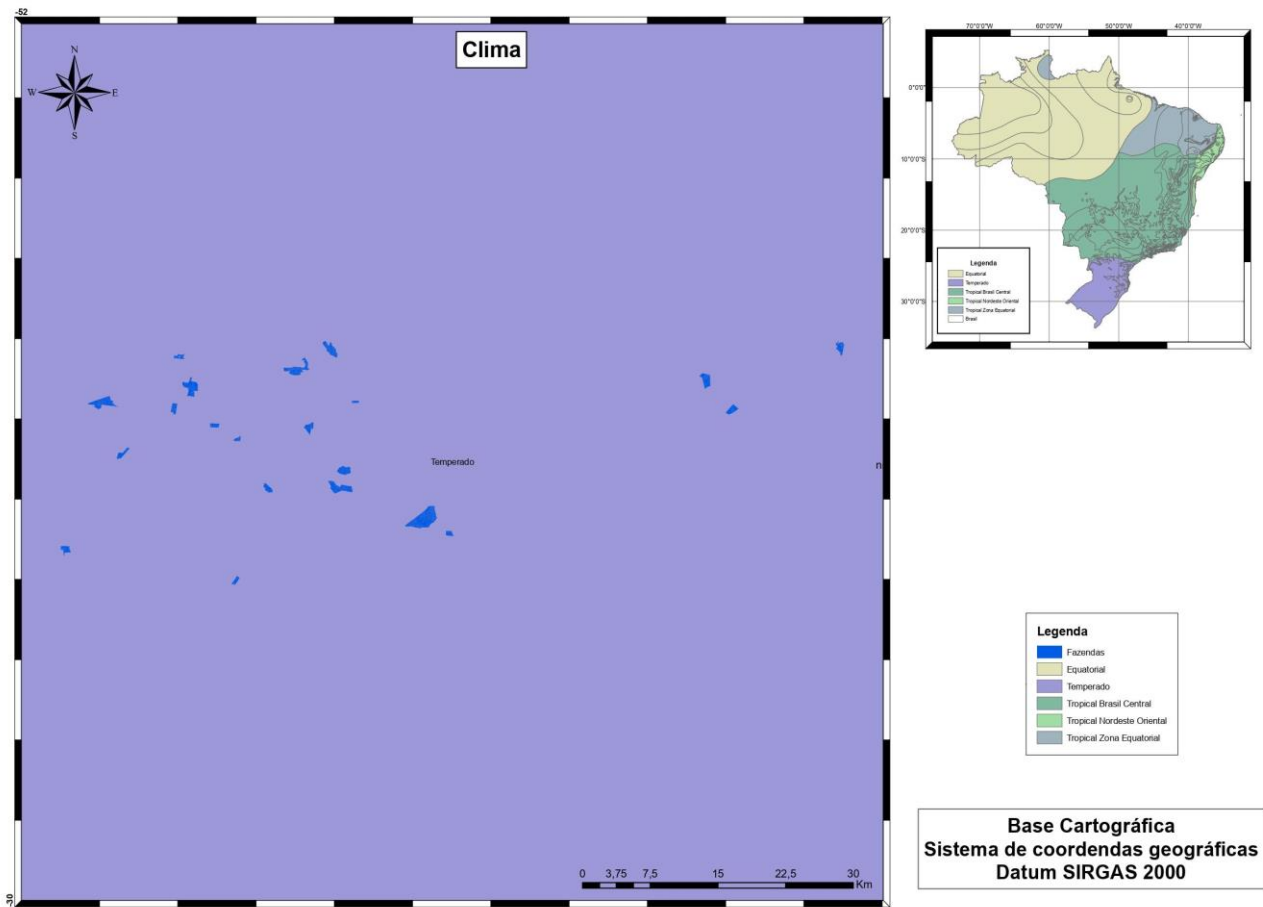 -52
Clima
N
W
E
S
Temperado
n
0 3,75 7,5 15 22,5 30
Km
-30
70°0'0"W 60°0'0"W 50°0'0"W 40°0'0"W
0°0'0"
10°0'0"S
20°0'0"S
30°0'0"S
Legenda
Equatorial
Temperado
Tropical Brasil Central
Tropical Nordeste Oriental
Tropical Zona Equatorial
Brasil
Legenda
Fazendas
Equatorial
Temperado
Tropical Brasil Central
Tropical Nordeste Oriental
Tropical Zona Equatorial
Base Cartográfica
Sistema de coordendas geográficas
Datum SIRGAS 2000